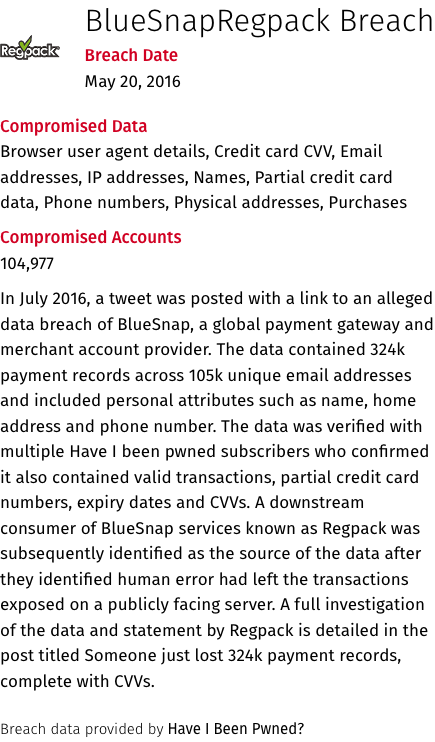 BlueSnapRegpack Breach
Regpack
Breach Date
May 20, 2016
Compromised Data
Browser user agent details, Credit card CVV, Email
addresses, IP addresses, Names, Partial credit card
data, Phone numbers, Physical addresses, Purchases
Compromised Accounts
104,977
In July 2016, a tweet was posted with a link to an alleged
data breach of BlueSnap, a global payment gateway and
merchant account provider. The data contained 324k
payment records across 105k unique email addresses
and included personal attributes such as name, home
address and phone number. The data was verified with
multiple Have I been pwned subscribers who confirmed
it also contained valid transactions, partial credit card
numbers, expiry dates and CVVs. A downstream
consumer of BlueSnap services known as Regpack was
subsequently identified as the source of the data after
they identified human error had left the transactions
exposed on a publicly facing server. A full investigation
of the data and statement by Regpack is detailed in the
post titled Someone just lost 324k payment records,
complete with CVVs.
Breach data provided by Have I Been Pwned?